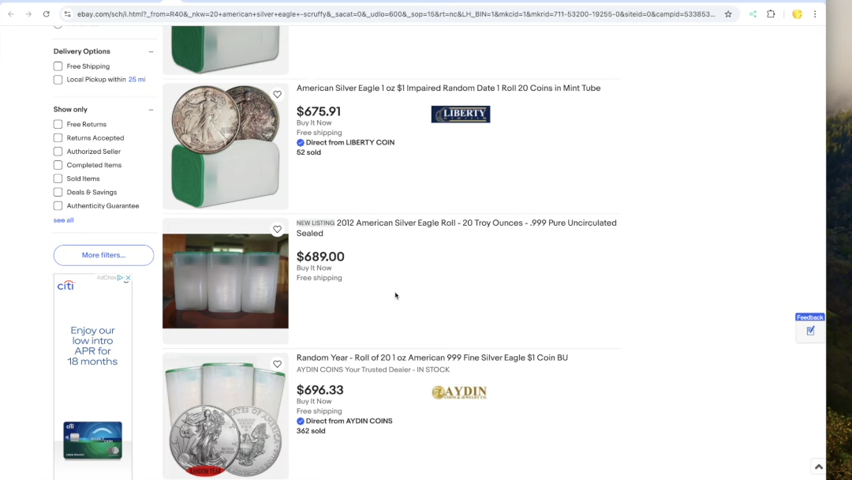 ebay.com/sch/i.html?_from=R40&_nkw=20+american+silver+eagle+-scruffy&_sacat=0&_udlo=600&_sop=15&rt=nc&LH_BIN=1&mkcid=1&mkrid=711-53200-19255-0&siteid=0&campid=533853...
Delivery Options
Free Shipping
Local Pickup within 25 mi
Show only
Free Returns
Returns Accepted
Authorized Seller
Completed Items
Sold Items
Deals & Savings
Authenticity Guarantee
see all
More filters...
AdChoices
citi
Enjoy our
low intro
APR for
18 months
citi
American Silver Eagle 1 oz $1 Impaired Random Date 1 Roll 20 Coins in Mint Tube
$675.91
Buy It Now
Free shipping
Direct from LIBERTY COIN
52 sold
LIBERTY
NEW LISTING 2012 American Silver Eagle Roll - 20 Troy Ounces - .999 Pure Uncirculated
Sealed
$689.00
Buy It Now
Free shipping
Random Year - Roll of 20 1 oz American 999 Fine Silver Eagle $1 Coin BU
AYDIN COINS Your Trusted Dealer - IN STOCK
$696.33
Buy It Now
Free shipping
Direct from AYDIN COINS
362 sold
AYDIN
RANDOM YEAR
Feedback